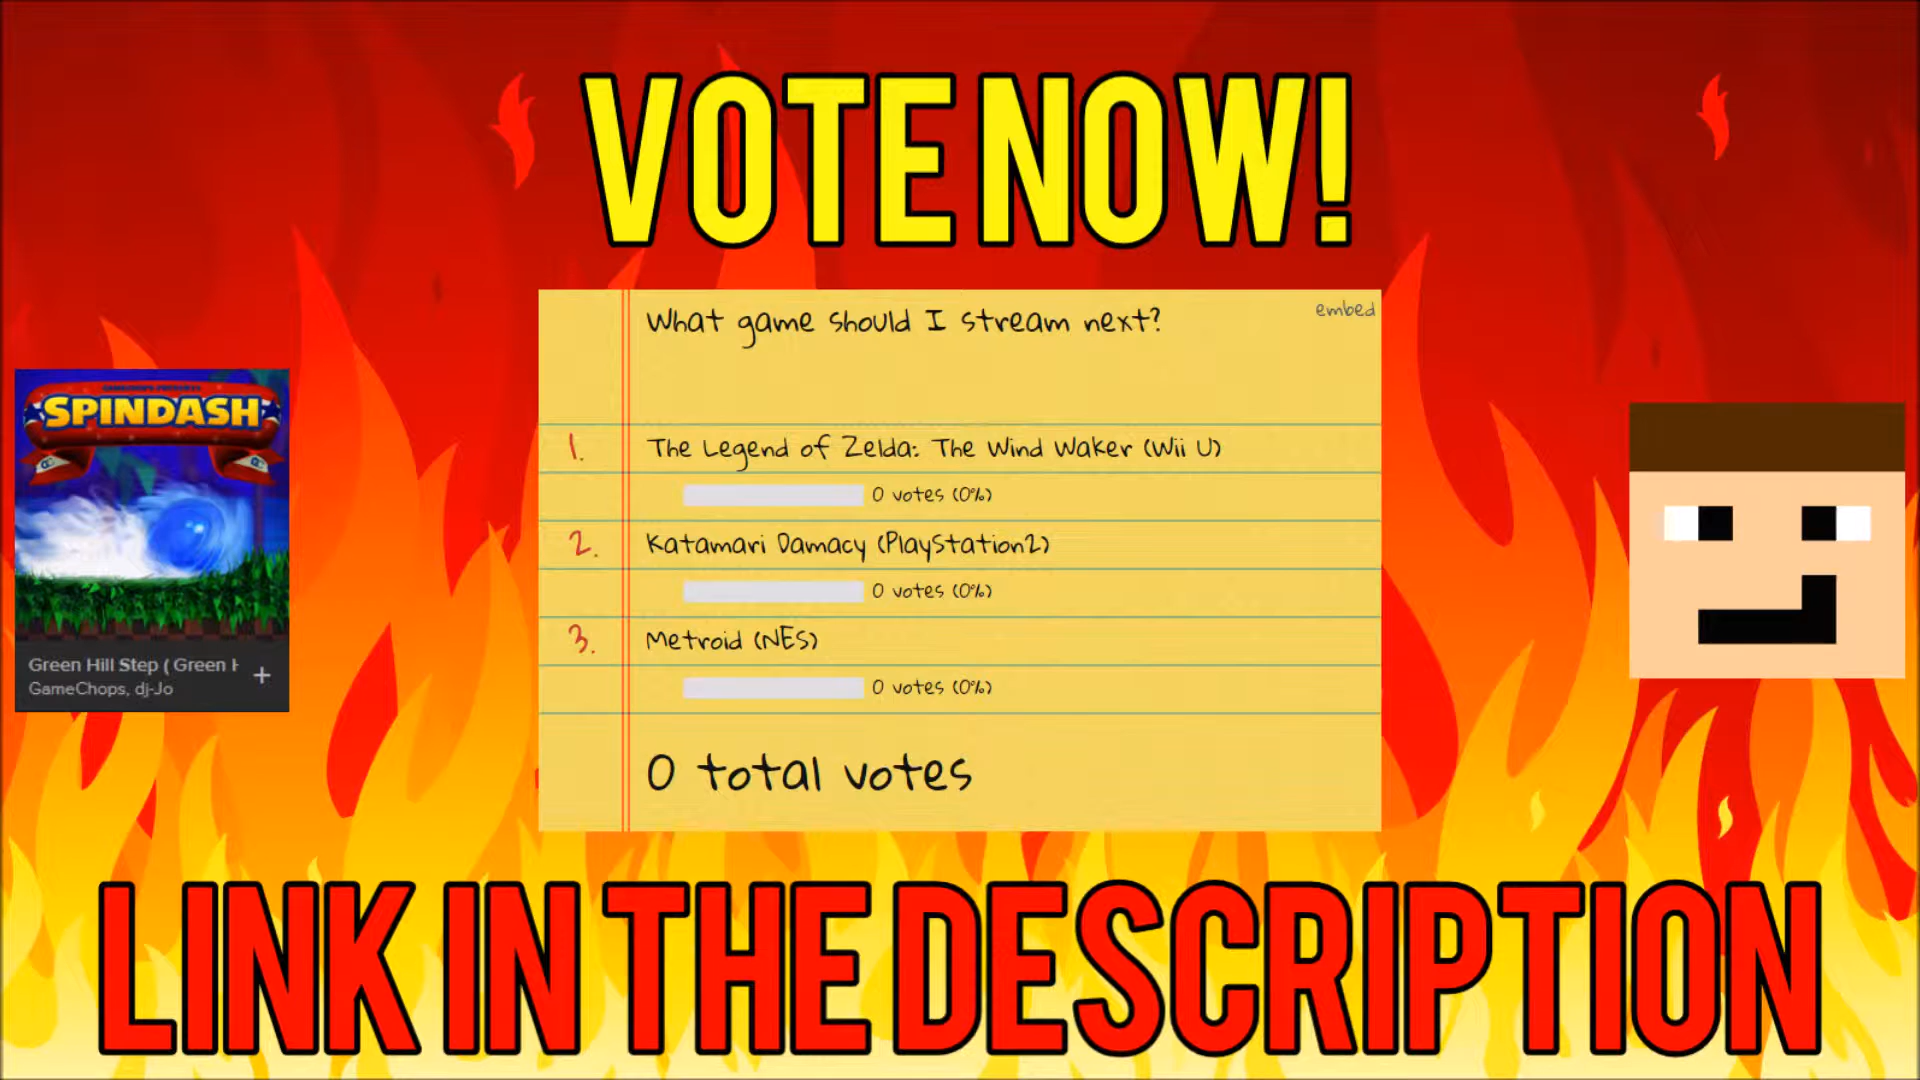 VOTE NOW!
What game should I stream next?
embed
1. The Legend of Zelda: The Wind Waker (Wii U)
0 votes (0%)
2. Katamari Damacy (PlayStation2)
0 votes (0%)
3. Metroid (NES)
0 votes (0%)
0 total votes
SPINDASH
Green Hill Step ( Green H
GameChops, dj-Jo
LINK IN THE DESCRIPTION